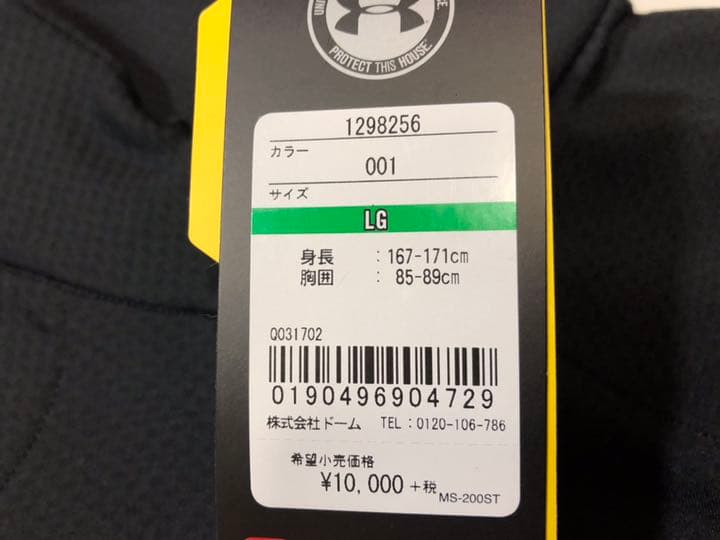 PROTECT THIS HOUSE.
1298256
カラー
001
サイズ
LG
身長 : 167-171cm
胸囲 : 85-89cm
Q031702
0190496904729
株式会社ドーム TEL:0120-106-786
希望小売価格
¥10,000 +税
MS-200ST